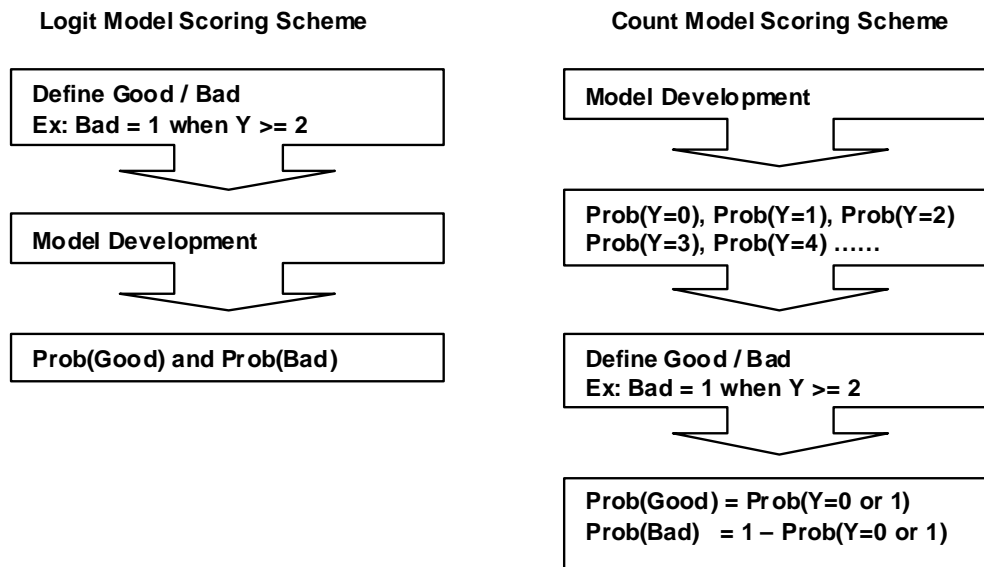 Logit Model Scoring Scheme
Define Good / Bad
Ex: Bad = 1 when Y >= 2
Model Development
Prob(Good) and Prob(Bad)
Count Model Scoring Scheme
Model Development
Prob(Y=0), Prob(Y=1), Prob(Y=2)
Prob(Y=3), Prob(Y=4) ……
Define Good / Bad
Ex: Bad = 1 when Y >= 2
Prob(Good) = Prob(Y=0 or 1)
Prob(Bad) = 1 – Prob(Y=0 or 1)